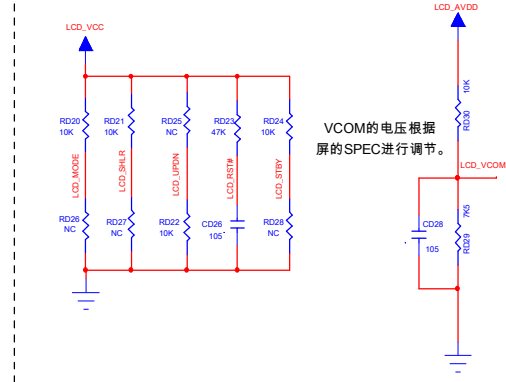 LCD_AVDD
LCD_VCC
10K
RD30
RD20
10K
RD21
10K
RD25
NC
RD23
47K
RD24
10K
VCOM的电压根据
屏的SPEC进行调节。
LCD_MODE
LCD_SHLR
LCD_UPDN
LCD_RST#
LCD_STBY
LCD_VCOM
RD26
NC
RD27
NC
RD22
10K
CD26
105
RD28
NC
CD28
105
7K5
RD29